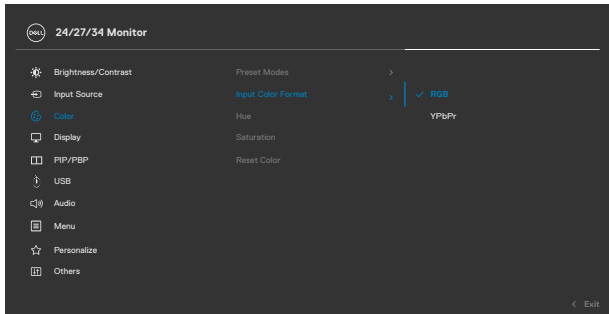 DELL 24/27/34 Monitor
Brightness/Contrast Preset Modes >
Input Source Input Color Format > ✓ RGB
Color Hue YPbPr
Display Saturation
PIP/PBP Reset Color
USB
Audio
Menu
Personalize
Others
< Exit